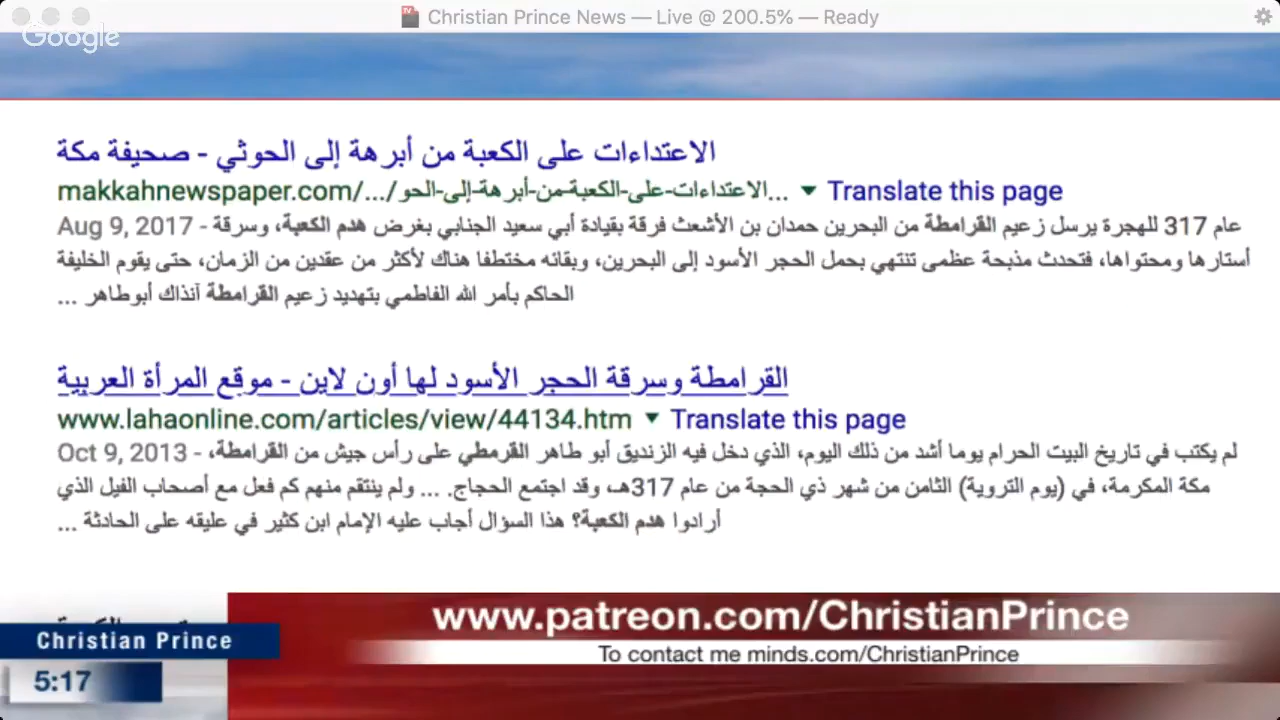 Christian Prince News — Live @ 200.5% — Ready
Google
الاعتداءات على الكعبة من أبرهة إلى الحوثي - صحيفة مكة
makkahnewspaper.com/.../الاعتداءات-على-الكعبة-من-أبرهة-إلى-الحو... ▼ Translate this page
Aug 9, 2017 - عام 317 للهجرة يرسل زعيم القرامطة من البحرين حمدان بن الأشعث فرقة بقيادة أبي سعيد الجنابي بغرض هدم الكعبة، وسرقة
أستارها ومحتواها، فتحدث مذبحة عظمى تنتهي بحمل الحجر الأسود إلى البحرين، وبقائه مختطفا هناك لأكثر من عقدين من الزمان، حتى يقوم الخليفة
الحاكم بأمر الله الفاطمي بتهديد زعيم القرامطة آنذاك أبوطاهر ...
القرامطة وسرقة الحجر الأسود لها أون لاين - موقع المرأة العربية
www.lahaonline.com/articles/view/44134.htm ▼ Translate this page
Oct 9, 2013 - لم يكتب في تاريخ البيت الحرام يوما أشد من ذلك اليوم، الذي دخل فيه الزنديق أبو طاهر القرمطي على رأس جيش من القرامطة،
مكة المكرمة، في (يوم التروية) الثامن من شهر ذي الحجة من عام 317هـ، وقد اجتمع الحجاج. ... ولم ينتقم منهم كم فعل مع أصحاب الفيل الذي
أرادوا هدم الكعبة؟ هذا السؤال أجاب عليه الإمام ابن كثير في عليقه على الحادثة ...
www.patreon.com/ChristianPrince
Christian Prince
To contact me minds.com/ChristianPrince
5:17